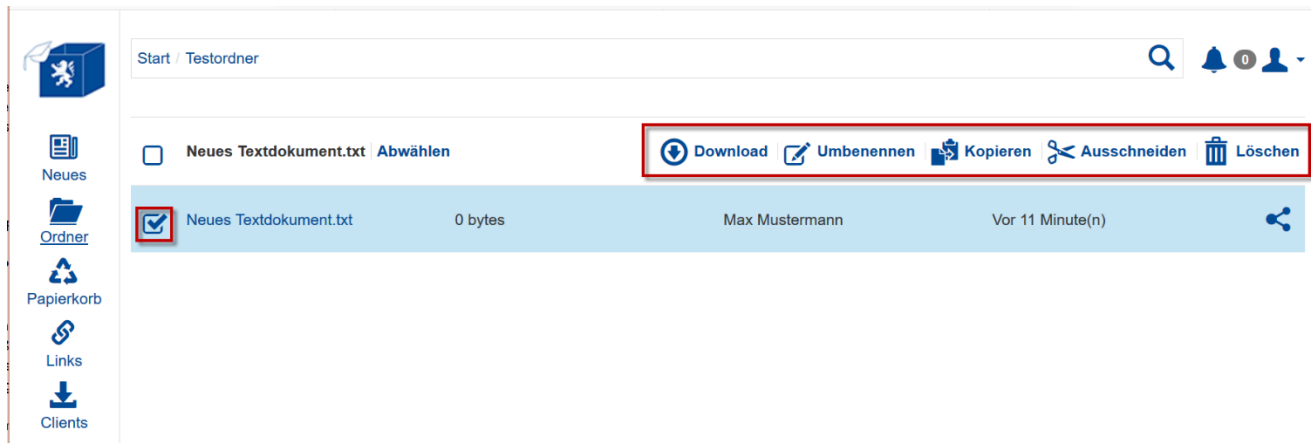 Start / Testordner
0
Neues Textdokument.txt Abwählen Download Umbenennen Kopieren Ausschneiden Löschen
Neues Textdokument.txt 0 bytes Max Mustermann Vor 11 Minute(n)
Neues
Ordner
Papierkorb
Links
Clients